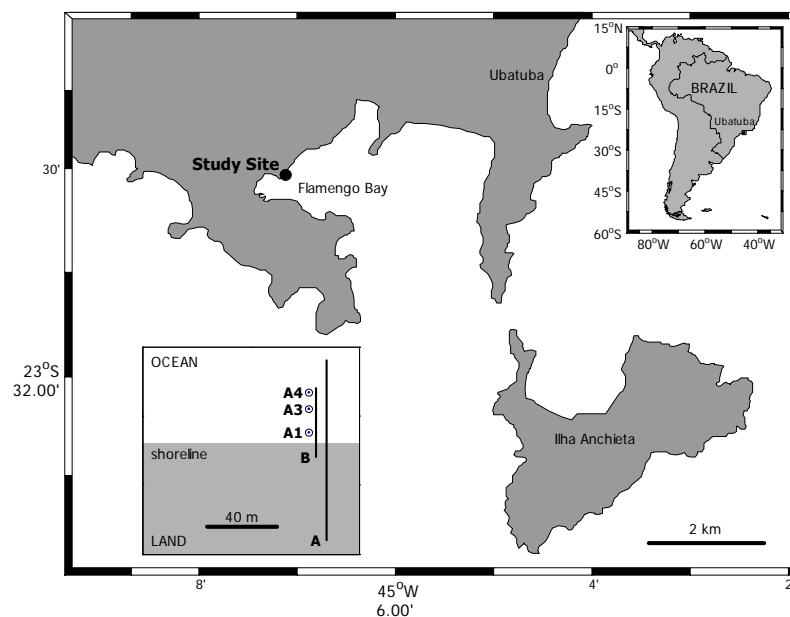 15°N
0°
15°S
30°S
45°S
60°S
80°W 60°W 40°W
BRAZIL
Ubatuba
Ubatuba
Study Site
Flamengo Bay
30'
23°S
32.00'
OCEAN
A4
A3
A1
shoreline
B
40 m
LAND
A
Ilha Anchieta
2 km
8'
45°W
6.00'
4'
2